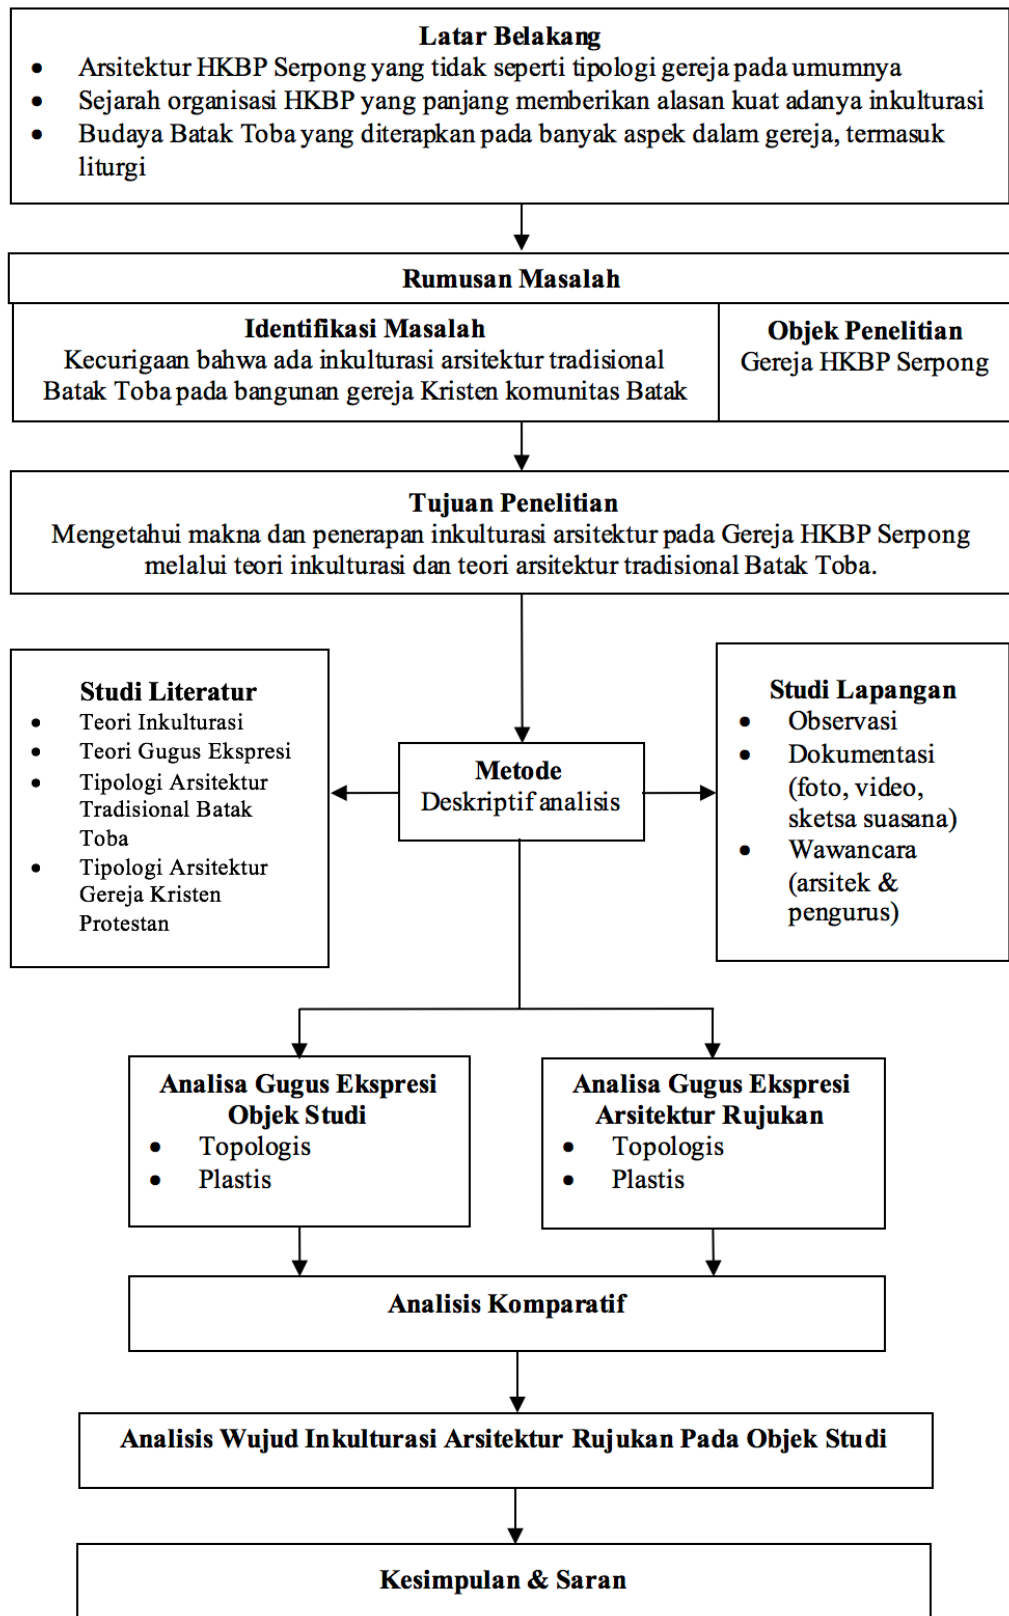 Latar Belakang
• Arsitektur HKBP Serpong yang tidak seperti tipologi gereja pada umumnya
• Sejarah organisasi HKBP yang panjang memberikan alasan kuat adanya inkulturasi
• Budaya Batak Toba yang diterapkan pada banyak aspek dalam gereja, termasuk
liturgi
Rumusan Masalah
Identifikasi Masalah
Kecurigaan bahwa ada inkulturasi arsitektur tradisional
Batak Toba pada bangunan gereja Kristen komunitas Batak
Objek Penelitian
Gereja HKBP Serpong
Tujuan Penelitian
Mengetahui makna dan penerapan inkulturasi arsitektur pada Gereja HKBP Serpong
melalui teori inkulturasi dan teori arsitektur tradisional Batak Toba.
Studi Literatur
• Teori Inkulturasi
• Teori Gugus Ekspresi
• Tipologi Arsitektur
Tradisional Batak
Toba
• Tipologi Arsitektur
Gereja Kristen
Protestan
Metode
Deskriptif analisis
Studi Lapangan
• Observasi
• Dokumentasi
(foto, video,
sketsa suasana)
• Wawancara
(arsitek &
pengurus)
Analisa Gugus Ekspresi
Objek Studi
• Topologis
• Plastis
Analisa Gugus Ekspresi
Arsitektur Rujukan
• Topologis
• Plastis
Analisis Komparatif
Analisis Wujud Inkulturasi Arsitektur Rujukan Pada Objek Studi
Kesimpulan & Saran